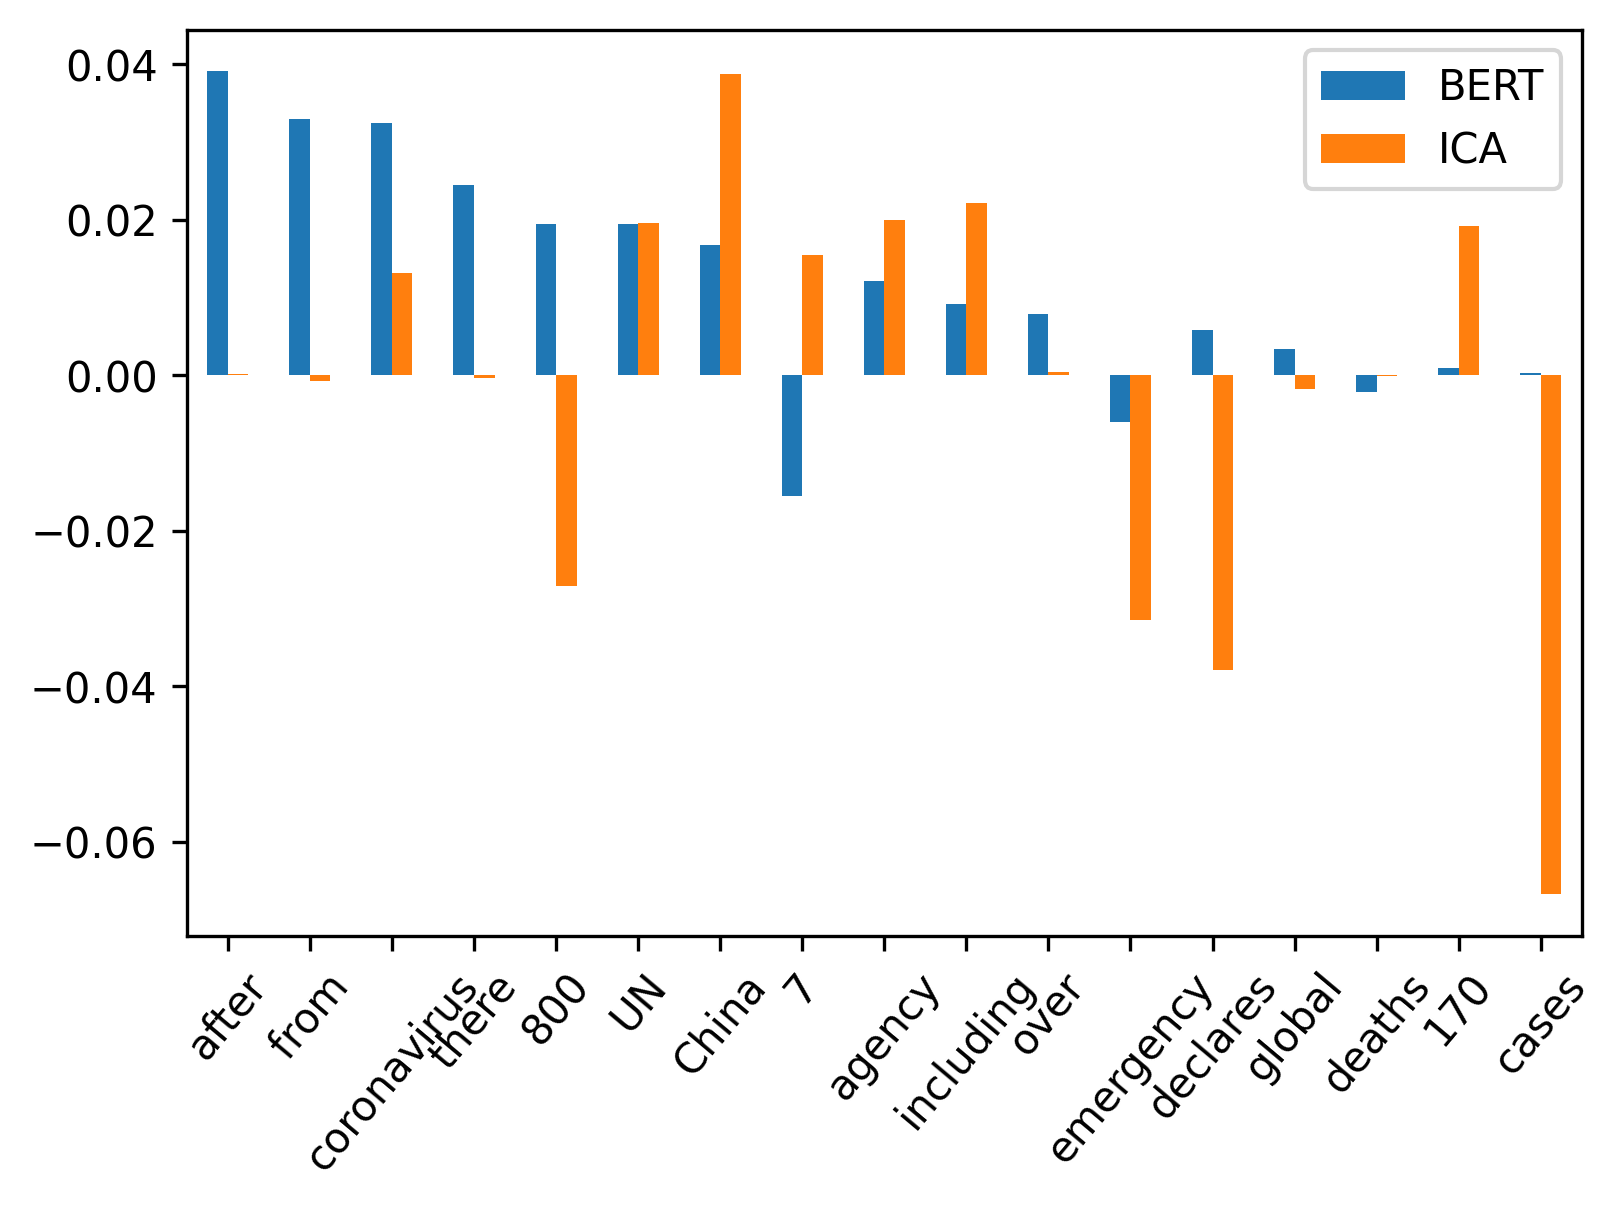 0.04
0.02
0.00
−0.02
−0.04
−0.06
BERT
ICA
after
from
coronavirus
there
800
UN
China
7
agency
including
over
emergency
declares
global
deaths
170
cases